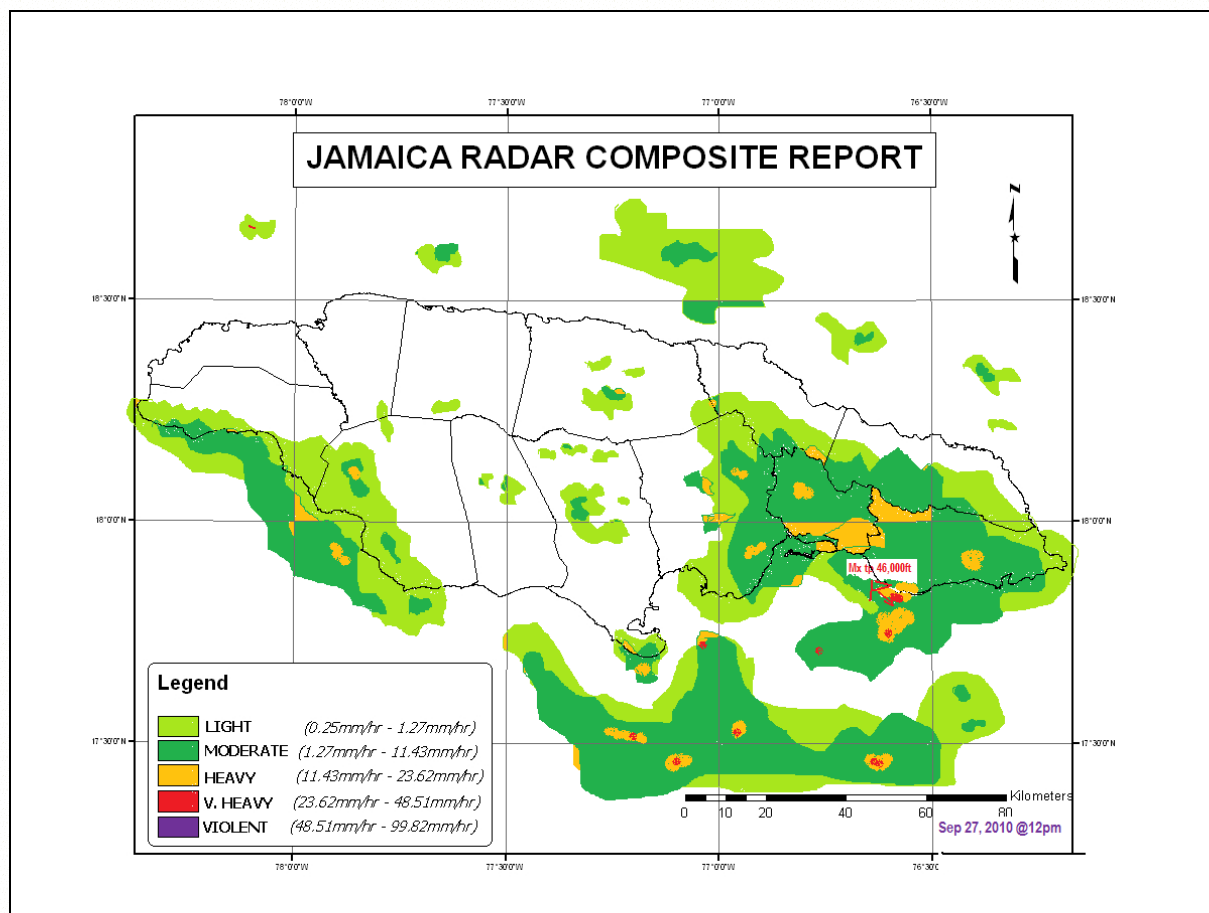 78°0'0"W 77°30'0"W 77°0'0"W 76°30'0"W
JAMAICA RADAR COMPOSITE REPORT
N
18°30'0"N 18°30'0"N
18°0'0"N 18°0'0"N
Mx tp 46,000ft
Legend
LIGHT (0.25mm/hr - 1.27mm/hr)
MODERATE (1.27mm/hr - 11.43mm/hr)
HEAVY (11.43mm/hr - 23.62mm/hr)
V. HEAVY (23.62mm/hr - 48.51mm/hr)
VIOLENT (48.51mm/hr - 99.82mm/hr)
17°30'0"N 17°30'0"N
Kilometers
0 10 20 40 60 80
Sep 27, 2010 @12pm
78°0'0"W 77°30'0"W 77°0'0"W 76°30'0"W